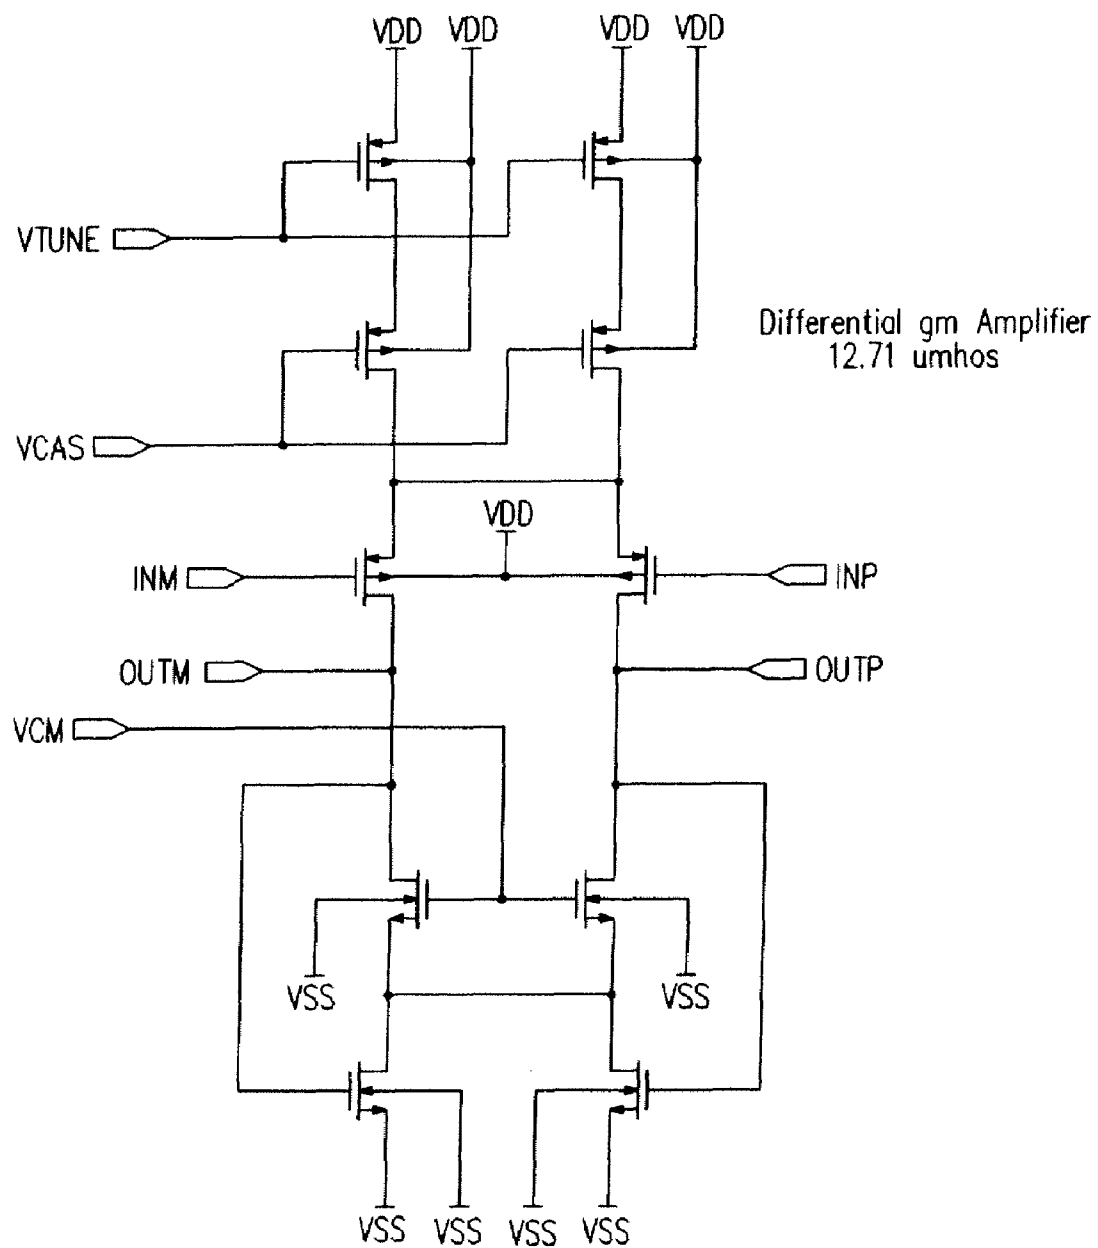 VDD VDD VDD VDD
VTUNE
Differential gm Amplifier
12.71 umhos
VCAS
VDD
INM
INP
OUTM
OUTP
VCM
VSS
VSS
VSS VSS VSS VSS